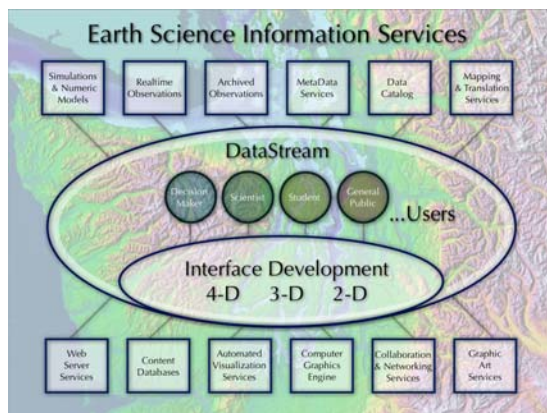 Earth Science Information Services
Simulations
& Numeric
Models
Realtime
Observations
Archived
Observations
MetaData
Services
Data
Catalog
Mapping
& Translation
Services
DataStream
Decision
Maker
Scientist
Student
General
Public
...Users
Interface Development
4-D 3-D 2-D
Web
Server
Services
Content
Databases
Automated
Visualization
Services
Computer
Graphics
Engine
Collaboration
& Networking
Services
Graphic
Art
Services